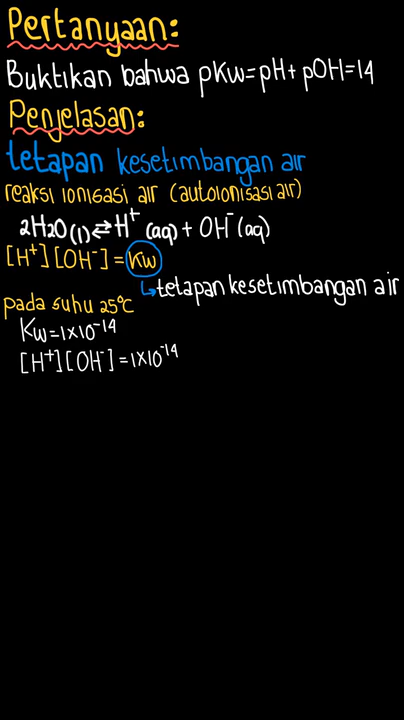 Pertanyaan:
Buktikan bahwa pKw=pH+pOH=14
Penjelasan:
tetapan kesetimbangan air
reaksi ionisasi air (autoionisasi air)
2H2O(l)⇄H⁺(aq)+OH⁻(aq)
[H⁺][OH⁻]=Kw
↳tetapan kesetimbangan air
pada suhu 25°C
Kw=1×10⁻¹⁴
[H⁺][OH⁻]=1×10⁻¹⁴